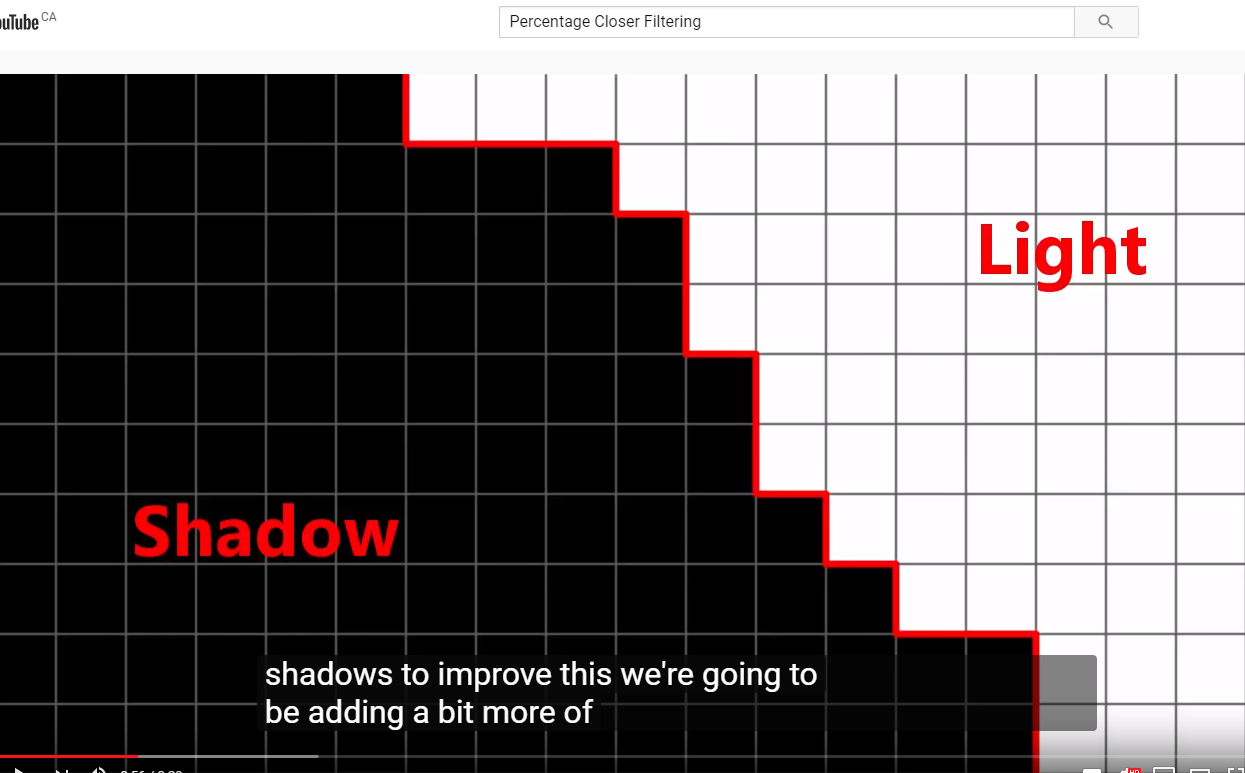 ouTube CA
Percentage Closer Filtering
Light
Shadow
shadows to improve this we're going to
be adding a bit more of
HD